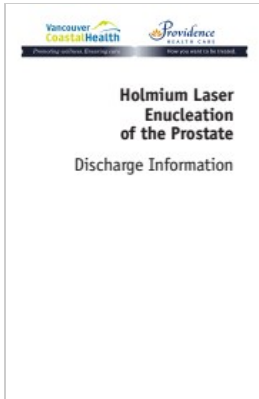 Vancouver
CoastalHealth
Providence
HEALTH CARE
Promoting wellness. Ensuring care.
How you want to be treated.
Holmium Laser
Enucleation
of the Prostate
Discharge Information